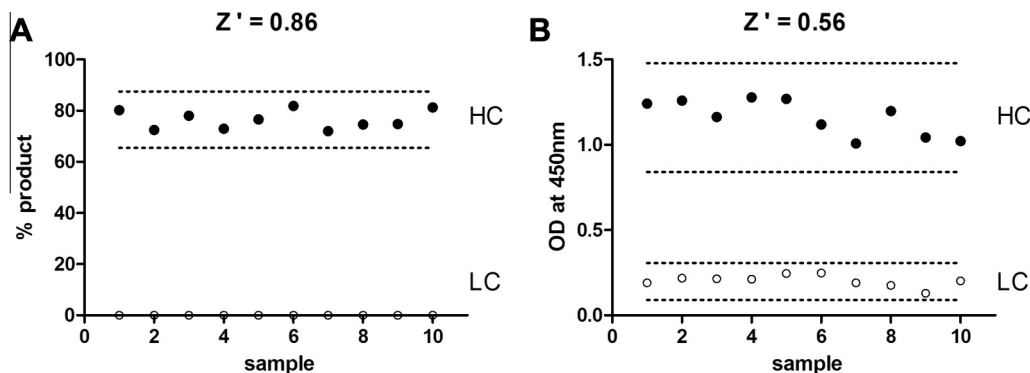 A
Z ' = 0.86
100
80
60
40
20
0
% product
0 2 4 6 8 10
sample
HC
LC
B
Z ' = 0.56
1.5
1.0
0.5
0.0
OD at 450nm
0 2 4 6 8 10
sample
HC
LC